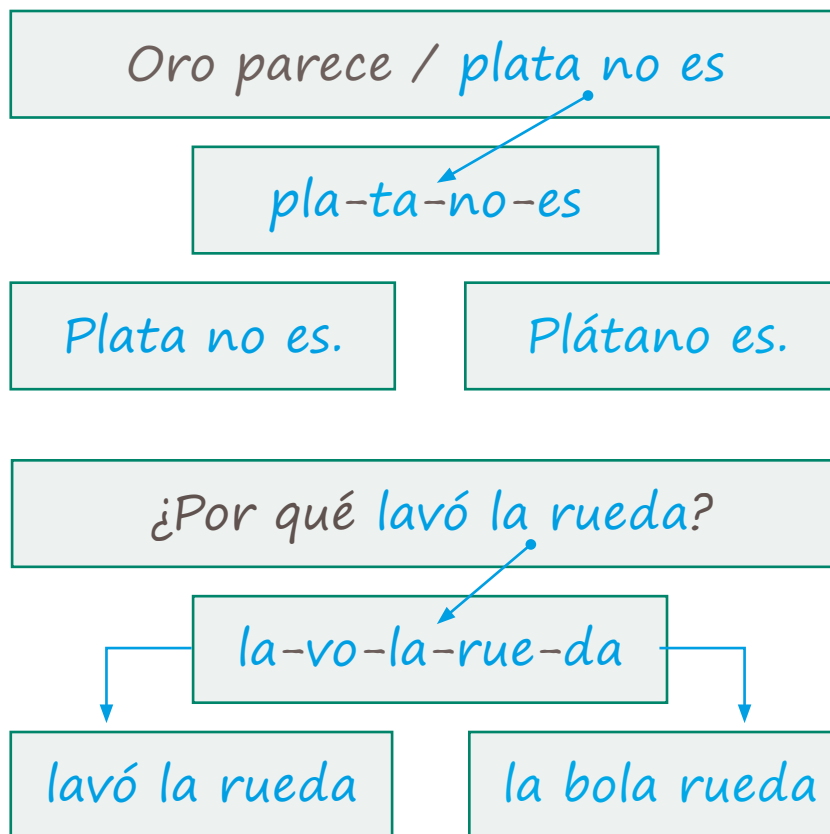 Oro parece / plata no es
pla-ta-no-es
Plata no es.
Plátano es.
¿Por qué lavó la rueda?
la-vo-la-rue-da
lavó la rueda
la bola rueda